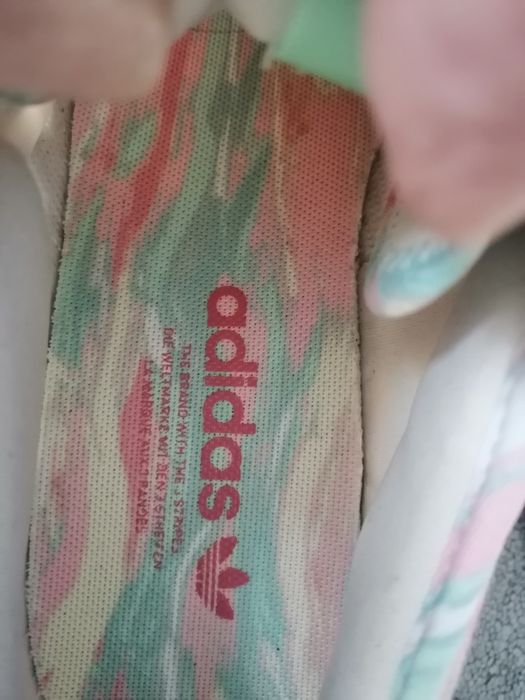 adidas
THE BRAND WITH THE 3 STRIPES
DIE WELTMARKE MIT DEN 3 STREIFEN
LA MARQUE AUX 3 BANDES